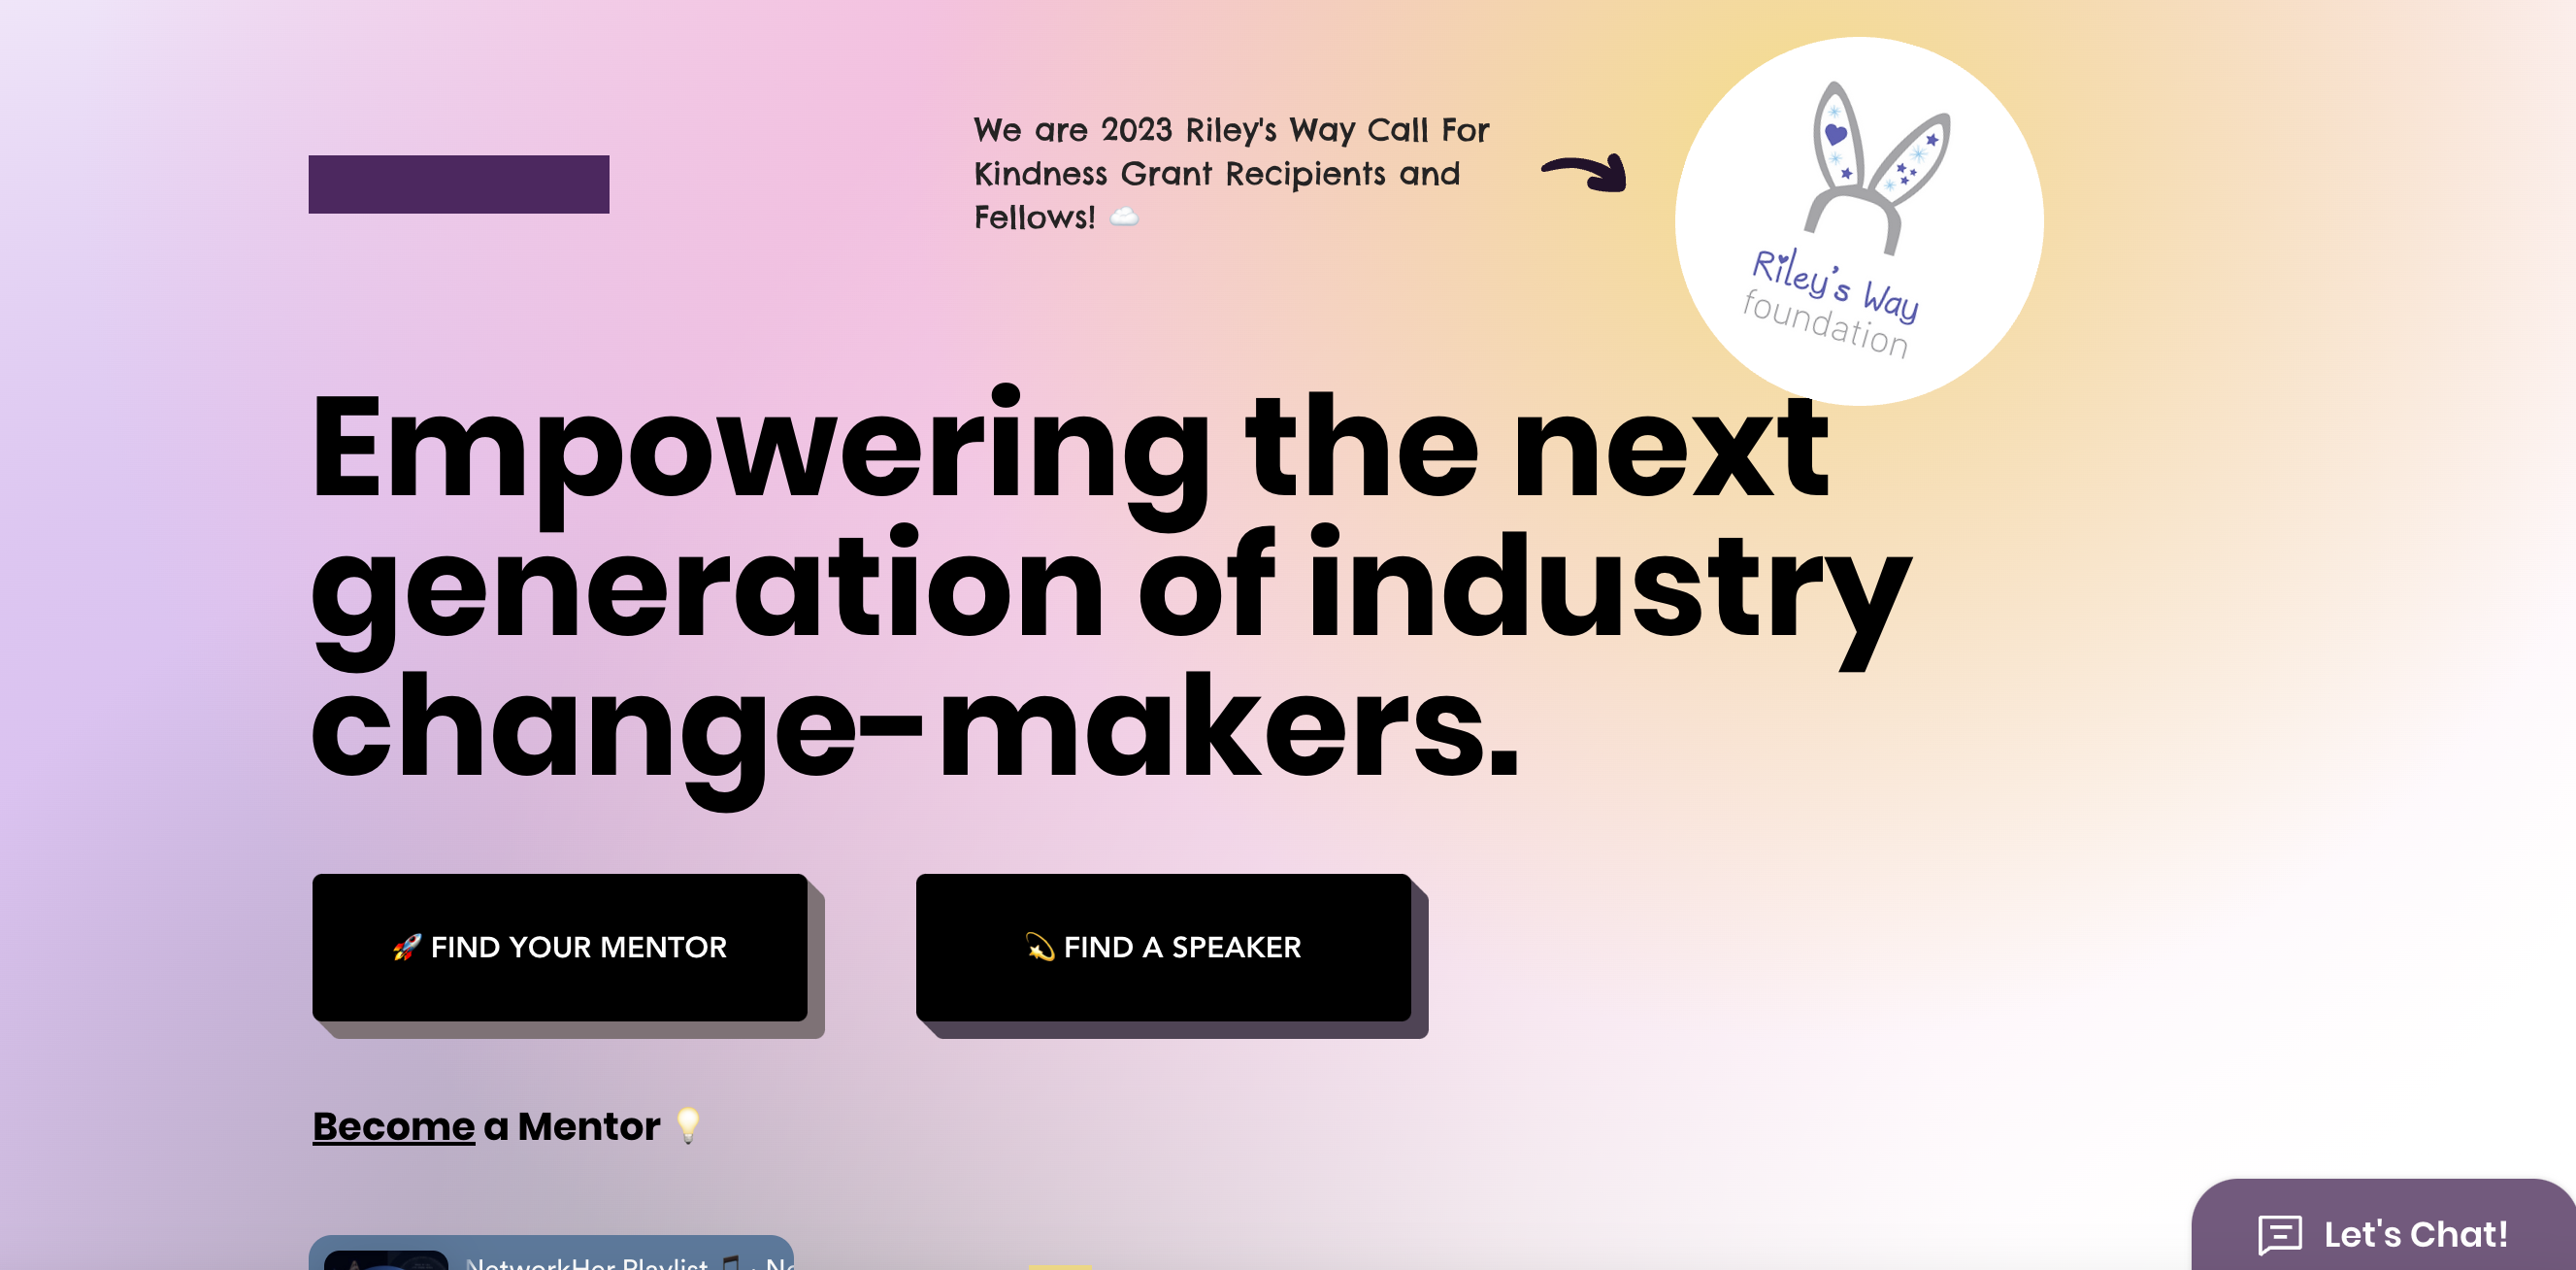 We are 2023 Riley's Way Call For
Kindness Grant Recipients and
Fellows! ☁️
Riley's Way
foundation
Empowering the next
generation of industry
change-makers.
🚀 FIND YOUR MENTOR
💫 FIND A SPEAKER
Become a Mentor 💡
NetworkHer Playlist 🎵
Let's Chat!